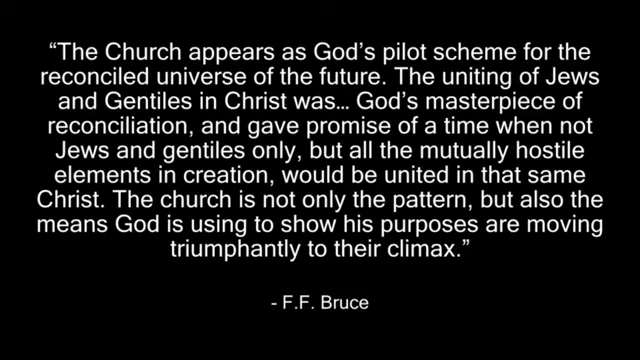 “The Church appears as God’s pilot scheme for the
reconciled universe of the future. The uniting of Jews
and Gentiles in Christ was… God’s masterpiece of
reconciliation, and gave promise of a time when not
Jews and gentiles only, but all the mutually hostile
elements in creation, would be united in that same
Christ. The church is not only the pattern, but also the
means God is using to show his purposes are moving
triumphantly to their climax.”
- F.F. Bruce